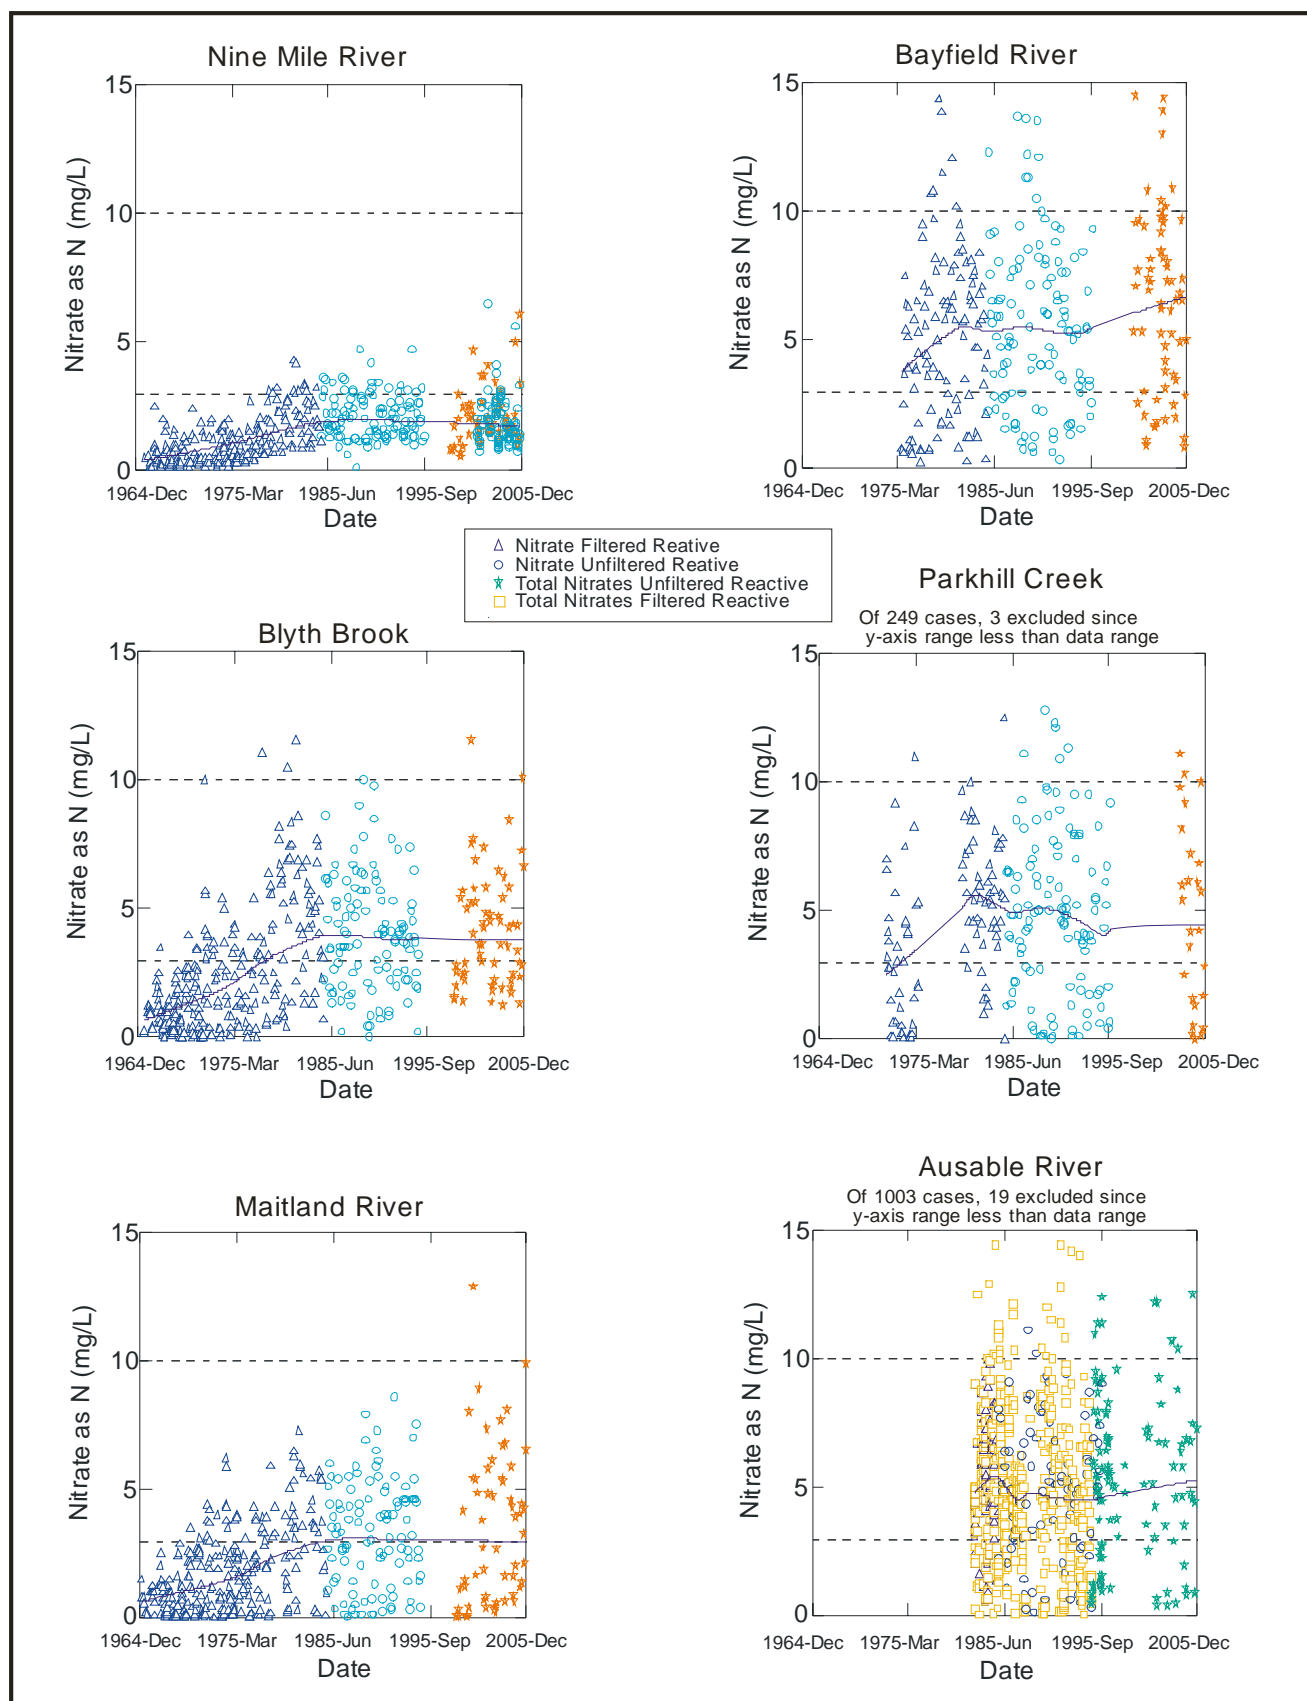 Nine Mile River
Nitrate as N (mg/L)
15
10
5
0
1964-Dec 1975-Mar 1985-Jun 1995-Sep 2005-Dec
Date
Bayfield River
Nitrate as N (mg/L)
15
10
5
0
1964-Dec 1975-Mar 1985-Jun 1995-Sep 2005-Dec
Date
Nitrate Filtered Reative
Nitrate Unfiltered Reative
Total Nitrates Unfiltered Reactive
Total Nitrates Filtered Reactive
Blyth Brook
Nitrate as N (mg/L)
15
10
5
0
1964-Dec 1975-Mar 1985-Jun 1995-Sep 2005-Dec
Date
Parkhill Creek
Of 249 cases, 3 excluded since
y-axis range less than data range
Nitrate as N (mg/L)
15
10
5
0
1964-Dec 1975-Mar 1985-Jun 1995-Sep 2005-Dec
Date
Maitland River
Nitrate as N (mg/L)
15
10
5
0
1964-Dec 1975-Mar 1985-Jun 1995-Sep 2005-Dec
Date
Ausable River
Of 1003 cases, 19 excluded since
y-axis range less than data range
Nitrate as N (mg/L)
15
10
5
0
1964-Dec 1975-Mar 1985-Jun 1995-Sep 2005-Dec
Date